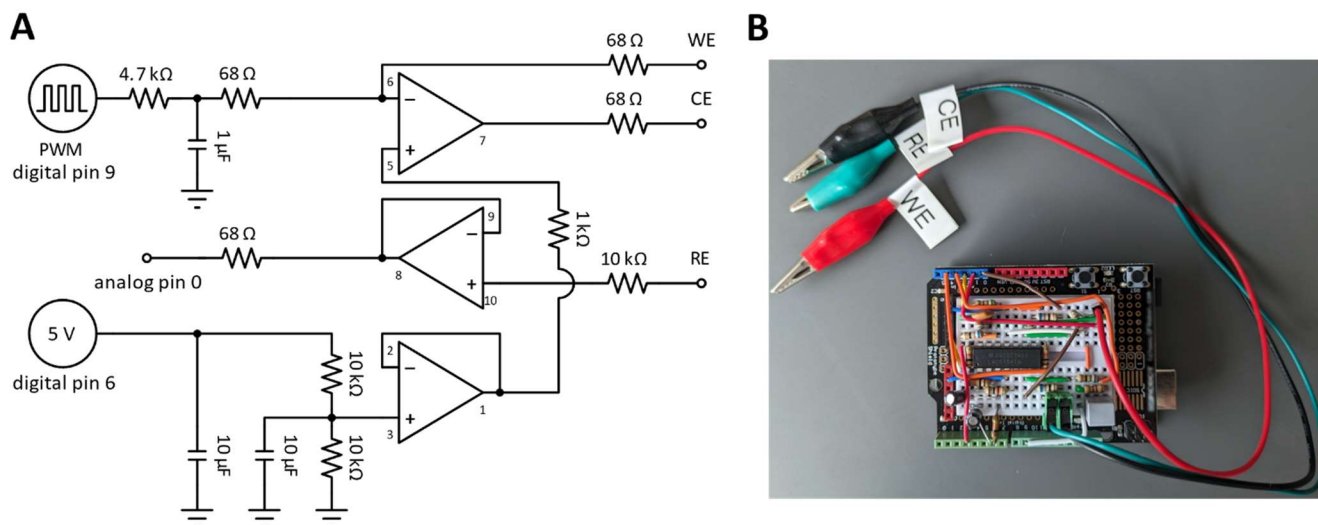 A
B
68 Ω
WE
4.7 kΩ
68 Ω
6
68 Ω
CE
−
7
1 µF
+
5
PWM
digital pin 9
9
−
1 kΩ
68 Ω
10 kΩ
RE
8
+
10
analog pin 0
5 V
2
−
10 kΩ
digital pin 6
1
+
3
10 µF
10 µF
10 kΩ
CE
RE
WE